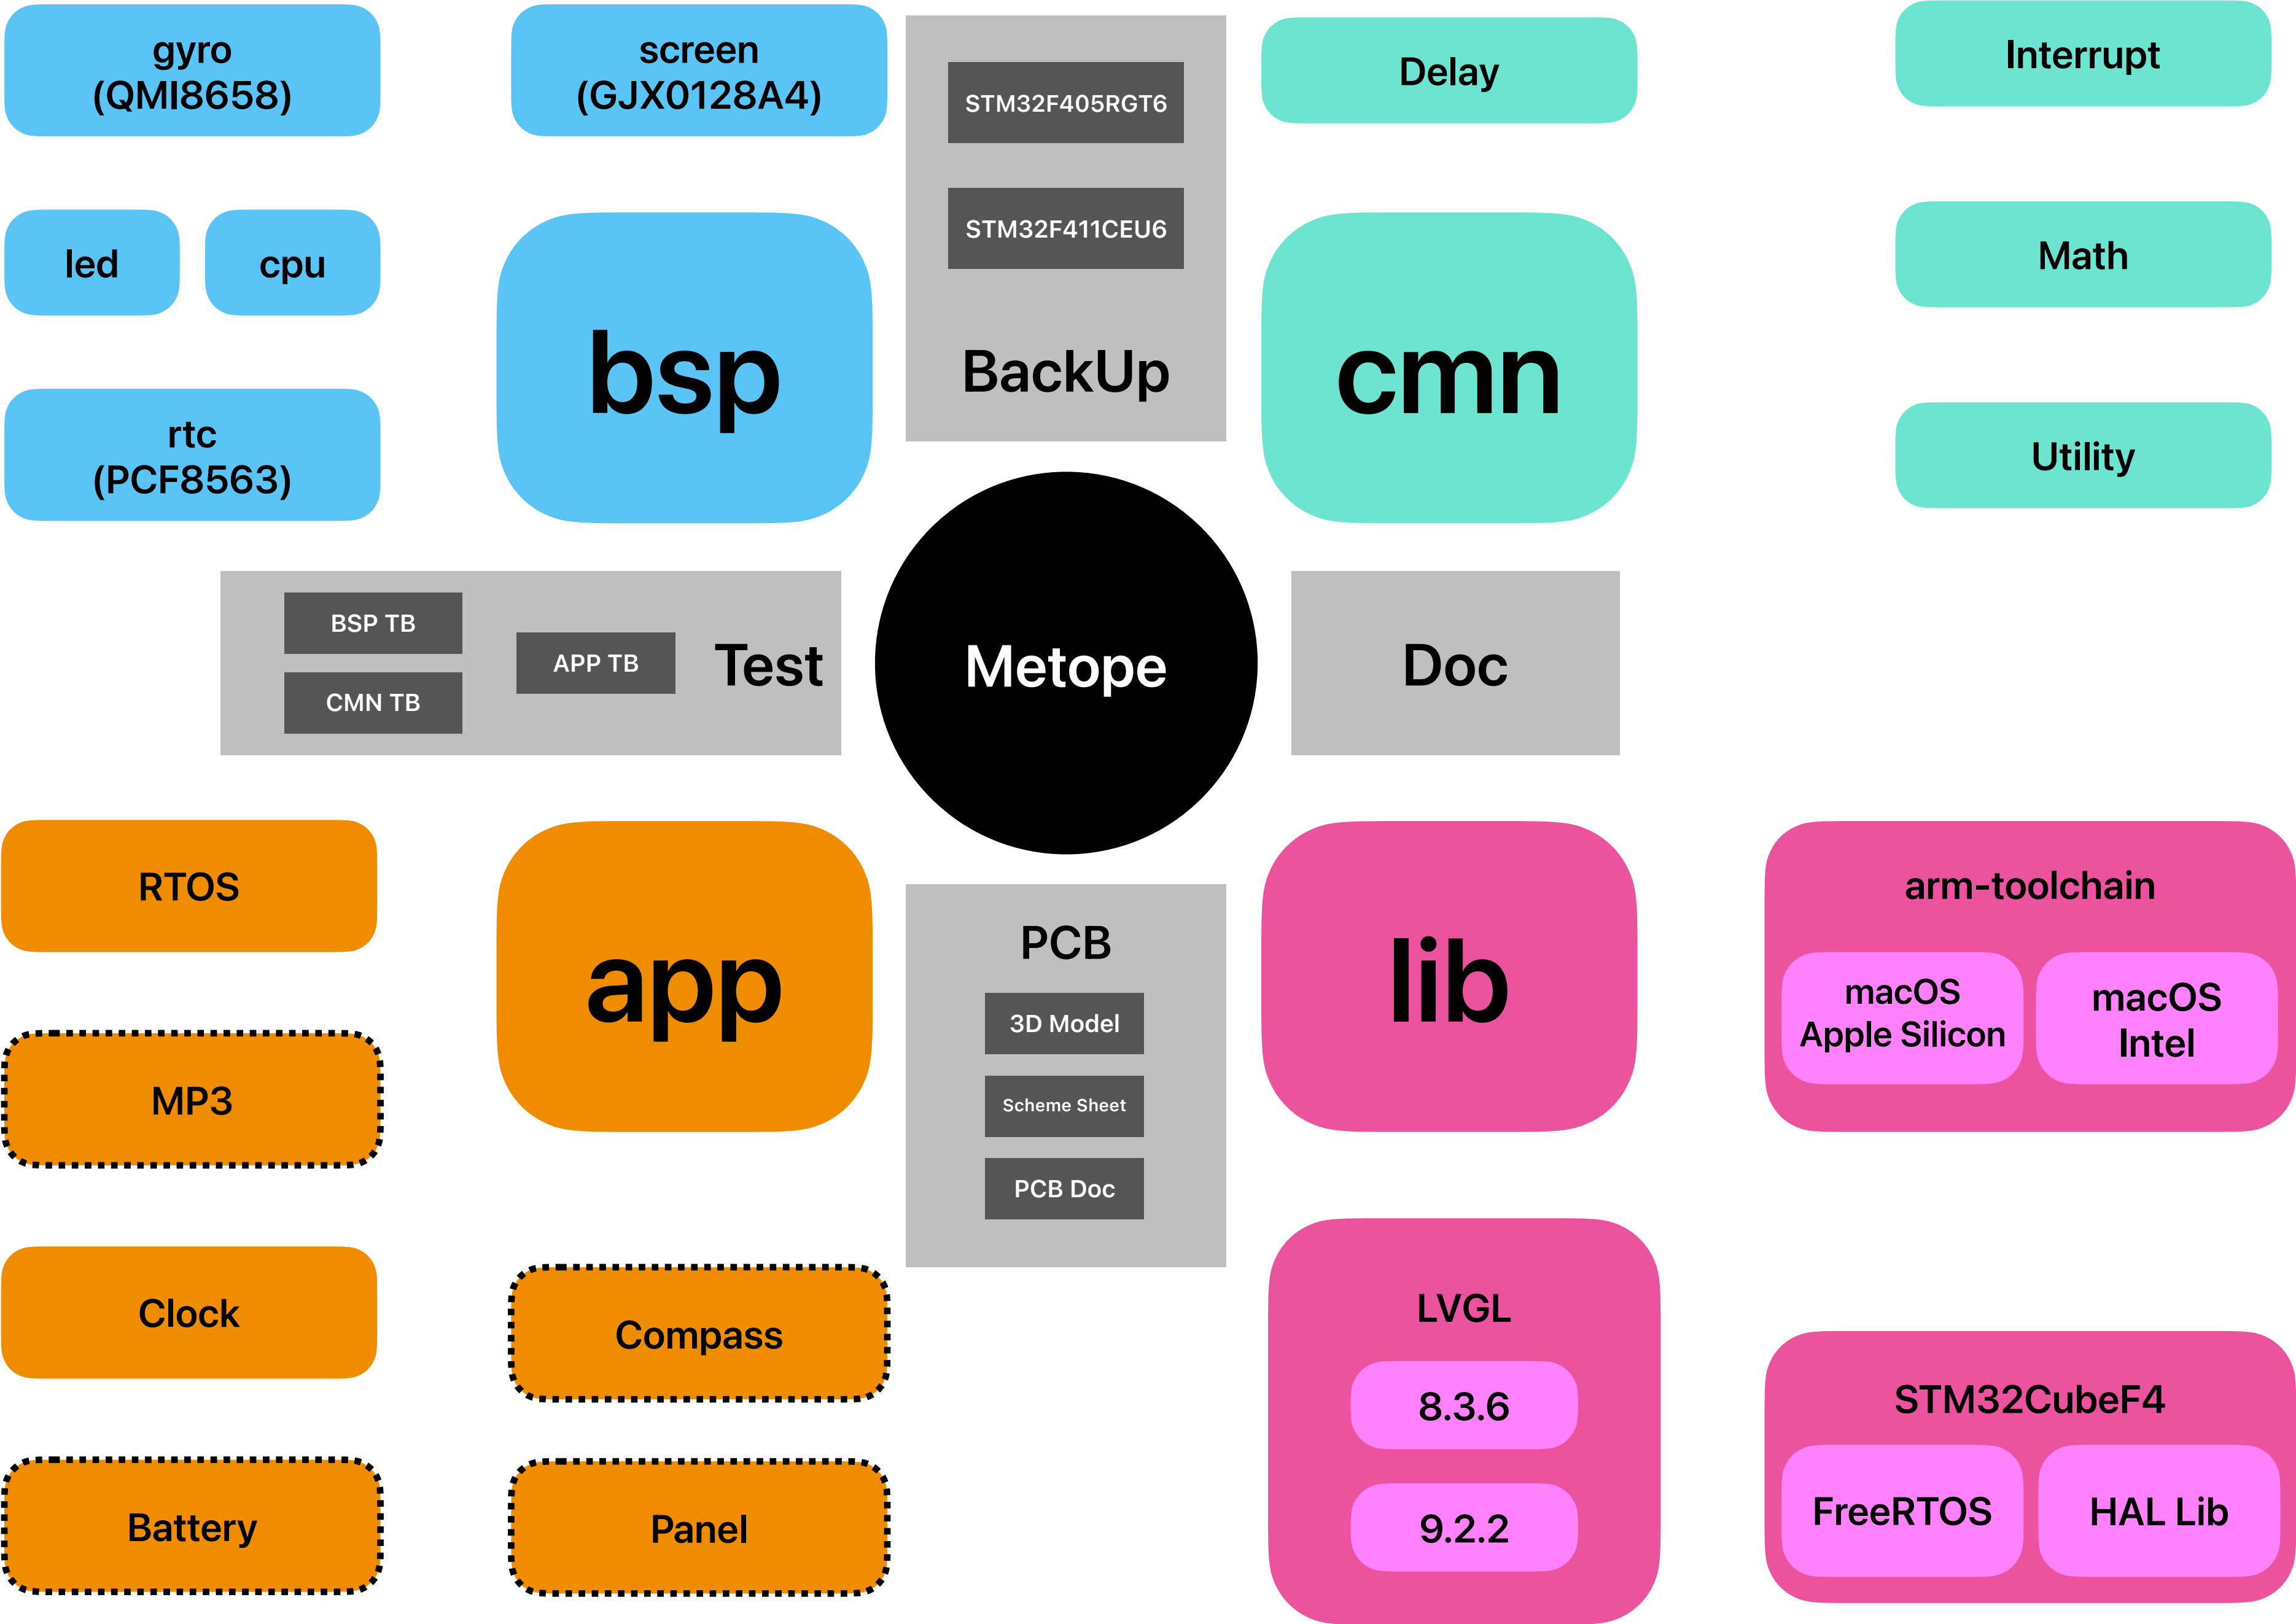 gyro
(QMI8658)
screen
(GJX0128A4)
led
cpu
rtc
(PCF8563)
bsp
STM32F405RGT6
STM32F411CEU6
BackUp
Delay
Interrupt
cmn
Math
Utility
BSP TB
CMN TB
APP TB
Test
Metope
Doc
RTOS
MP3
Clock
Battery
app
Compass
Panel
PCB
3D Model
Scheme Sheet
PCB Doc
lib
arm-toolchain
macOS
Apple Silicon
macOS
Intel
LVGL
8.3.6
9.2.2
STM32CubeF4
FreeRTOS
HAL Lib